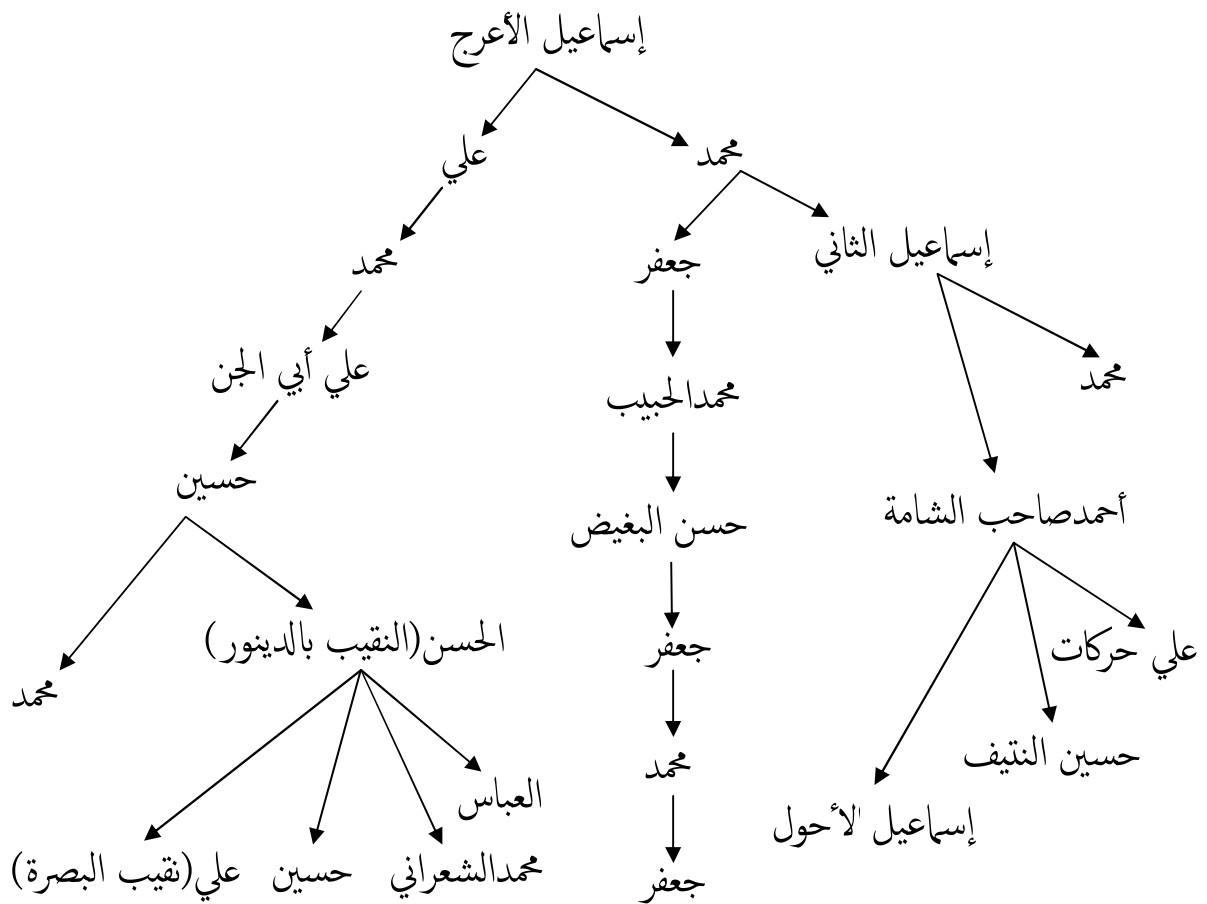 إسماعيل الأعرج
محمد
علي
إسماعيل الثاني
جعفر
محمد
محمد
علي أبي الجن
محمدالحبيب
حسين
أحمدصاحب الشامة
حسن البغيض
الحسن(النقيب بالدينور)
علي حركات
جعفر
محمد
حسين النتيف
محمد
العباس
إسماعيل الأحول
محمدالشعراني
حسين
علي(نقيب البصرة)
جعفر